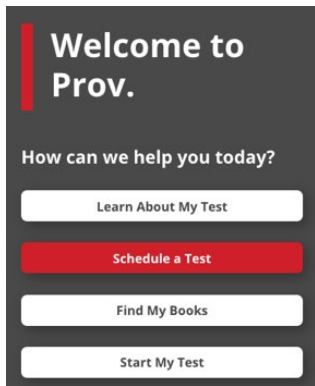 Welcome to
Prov.
How can we help you today?
Learn About My Test
Schedule a Test
Find My Books
Start My Test